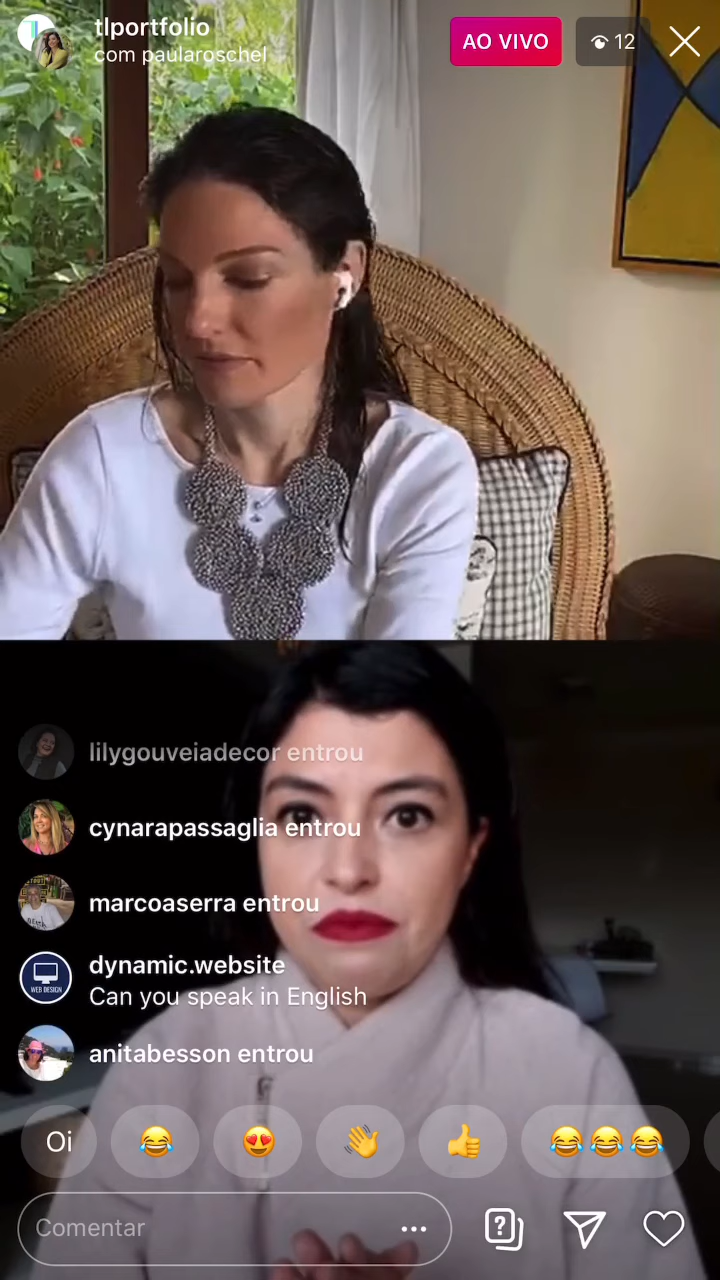 tlportfolio
com paularoschel
AO VIVO
12
lilygouveiadecor entrou
cynarapassaglia entrou
marcoaserra entrou
dynamic.website
Can you speak in English
WEB DESIGN
anitabesson entrou
Oi
Comentar